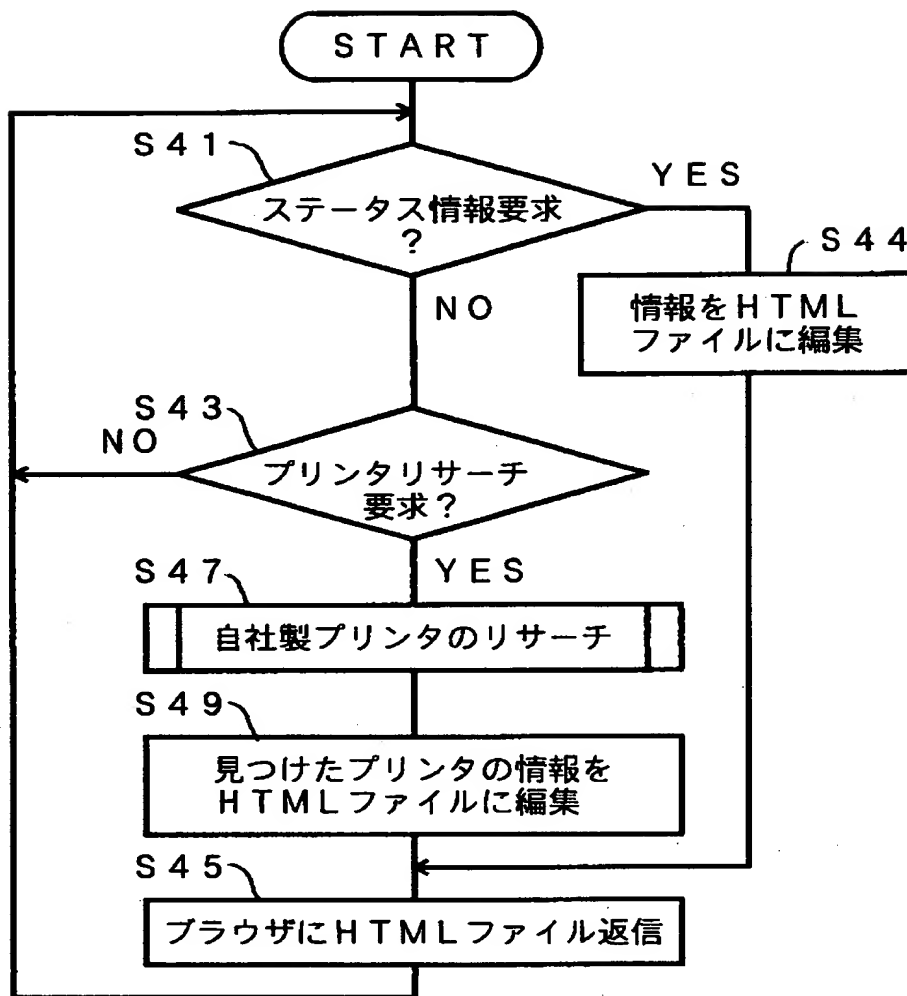 START
S41
YES
ステータス情報要求
?
S44
NO
情報をHTML
ファイルに編集
S43
NO
プリンタリサーチ
要求?
S47
YES
自社製プリンタのリサーチ
S49
見つけたプリンタの情報を
HTMLファイルに編集
S45
ブラウザにHTMLファイル返信